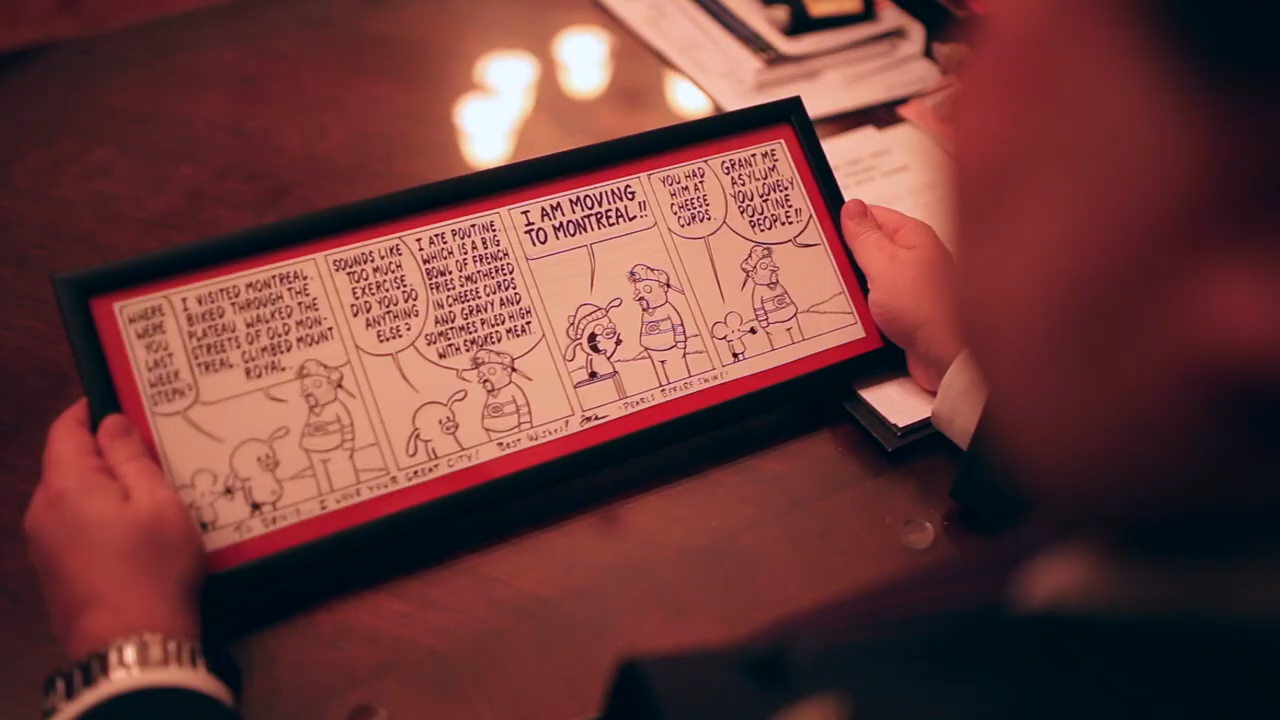 WHERE
WERE
YOU
LAST
WEEK,
STEPH?
I VISITED MONTREAL.
BIKED THROUGH THE
PLATEAU. WALKED THE
STREETS OF OLD MON-
TREAL. CLIMBED MOUNT
ROYAL.
SOUNDS LIKE
TOO MUCH
EXERCISE.
DID YOU DO
ANYTHING
ELSE?
I ATE POUTINE,
WHICH IS A BIG
BOWL OF FRENCH
FRIES SMOTHERED
IN CHEESE CURDS
AND GRAVY AND
SOMETIMES PILED HIGH
WITH SMOKED MEAT.
I AM MOVING
TO MONTREAL!!
YOU HAD
HIM AT
CHEESE
CURDS.
GRANT ME
ASYLUM,
YOU LOVELY
POUTINE
PEOPLE!!
TO DENIS... I LOVE YOUR GREAT CITY! BEST WISHES! - PEARLS BEFORE SWINE!